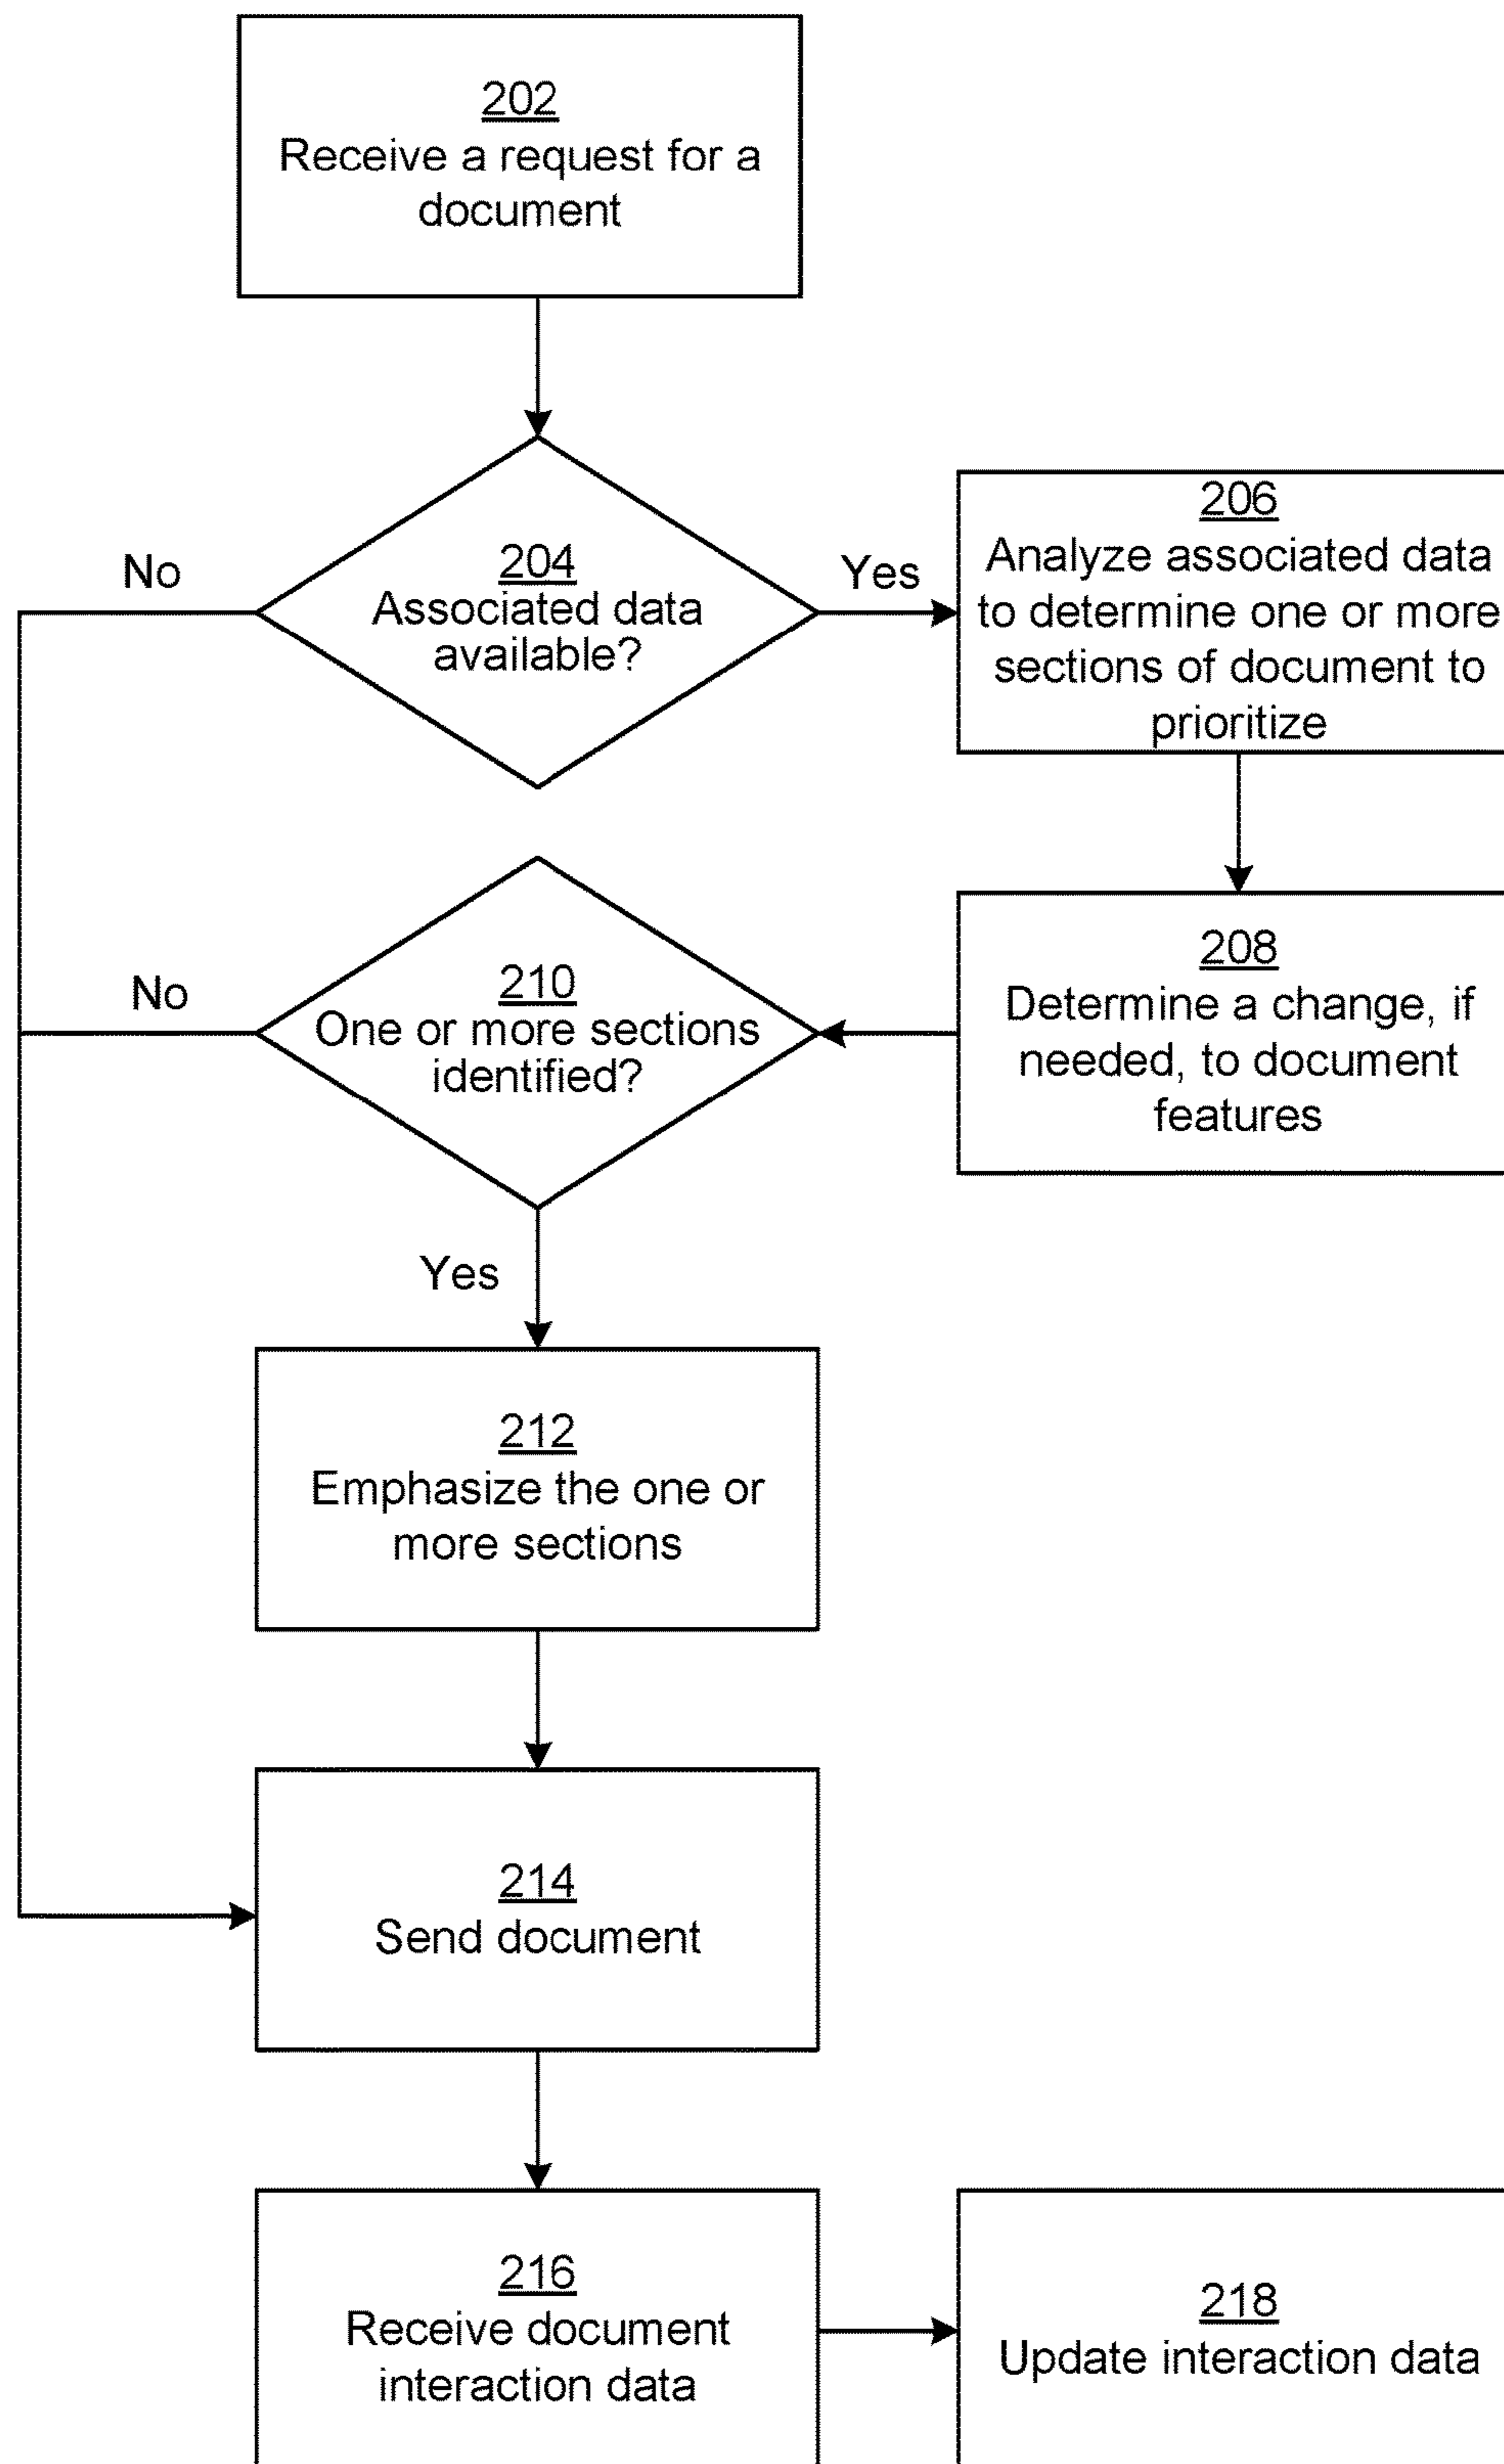 202
Receive a request for a
document
No
204
Associated data
available?
Yes
206
Analyze associated data
to determine one or more
sections of document to
prioritize
208
Determine a change, if
needed, to document
features
No
210
One or more sections
identified?
Yes
212
Emphasize the one or
more sections
214
Send document
216
Receive document
interaction data
218
Update interaction data